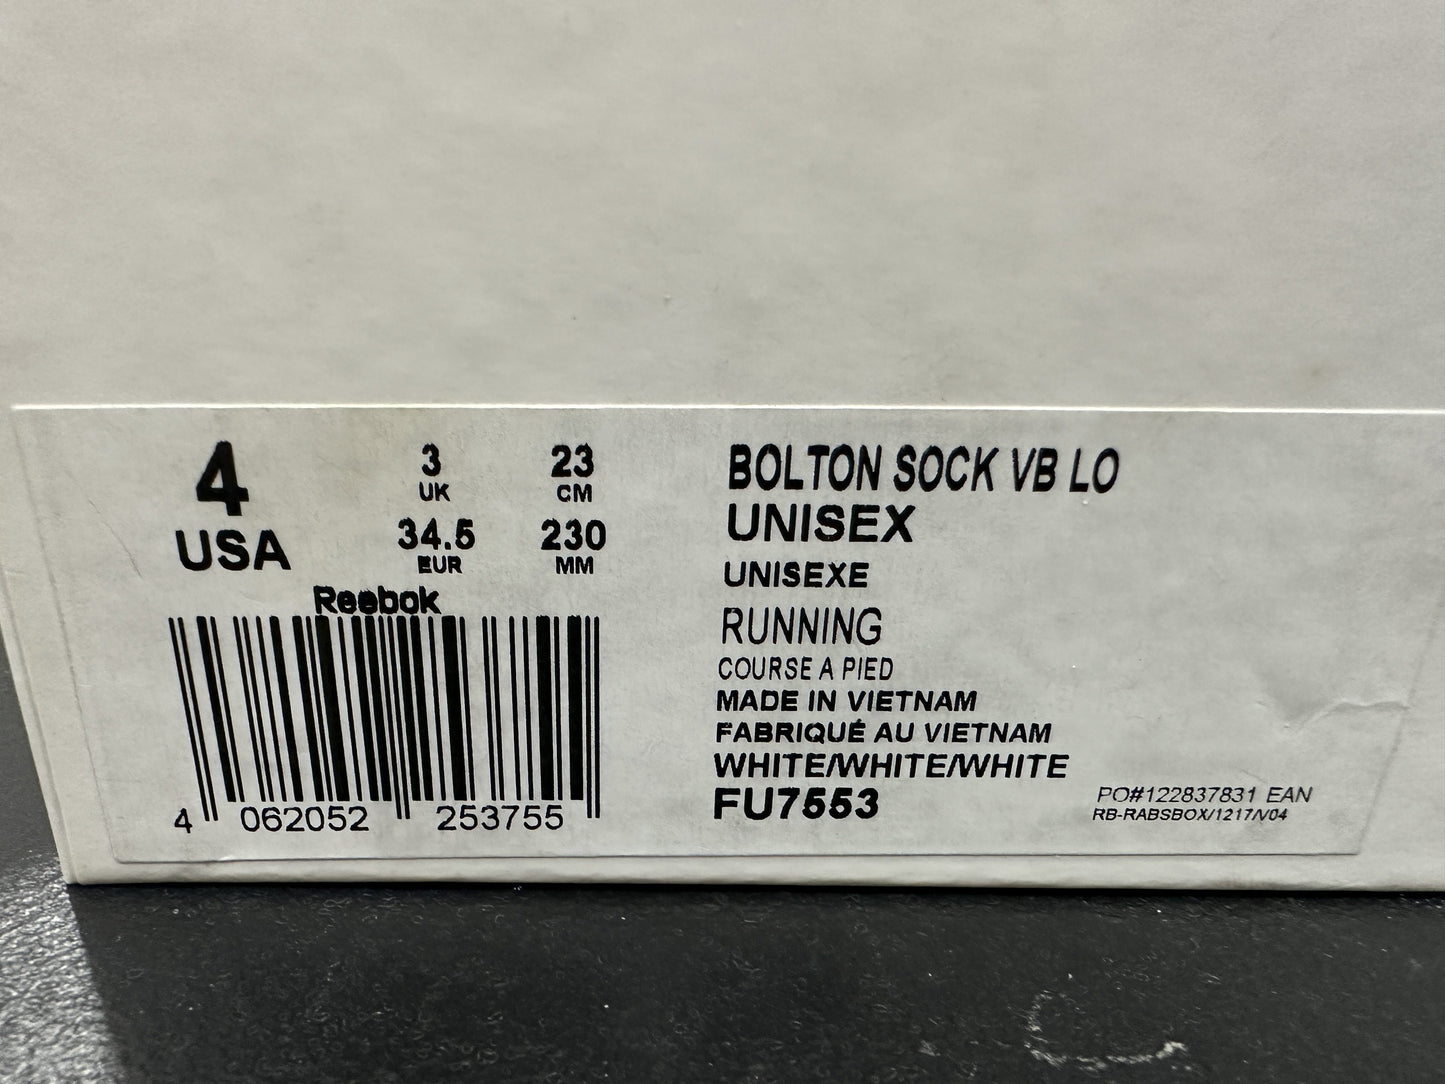 4
USA
3
UK
23
CM
34.5
EUR
230
MM
Reebok
4 062052 253755
BOLTON SOCK VB LO
UNISEX
UNISEXE
RUNNING
COURSE A PIED
MADE IN VIETNAM
FABRIQUÉ AU VIETNAM
WHITE/WHITE/WHITE
FU7553
PO#122837831 EAN
RB-RABSBOX/1217/V04